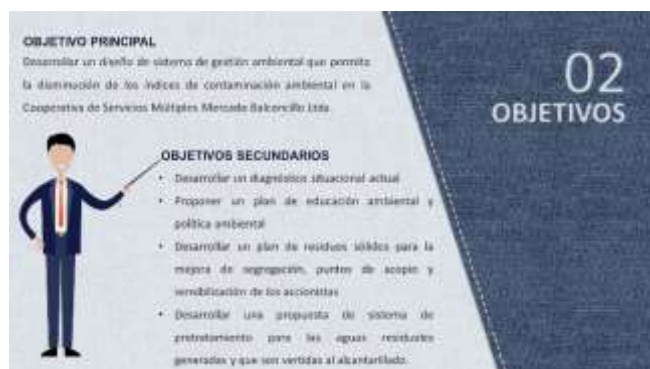 OBJETIVO PRINCIPAL
Desarrollar un diseño de sistema de gestión ambiental que permita
la disminución de los índices de contaminación ambiental en la
Cooperativa de Servicios Múltiples Mercado Balconcillo Ltda.
02
OBJETIVOS
OBJETIVOS SECUNDARIOS
• Desarrollar un diagnóstico situacional actual
• Proponer un plan de educación ambiental y
política ambiental
• Desarrollar un plan de residuos sólidos para la
mejora de segregación, puntos de acopio y
sensibilización de los accionistas
• Desarrollar una propuesta de sistema de
pretratamiento para las aguas residuales
generadas y que son vertidas al alcantarillado.